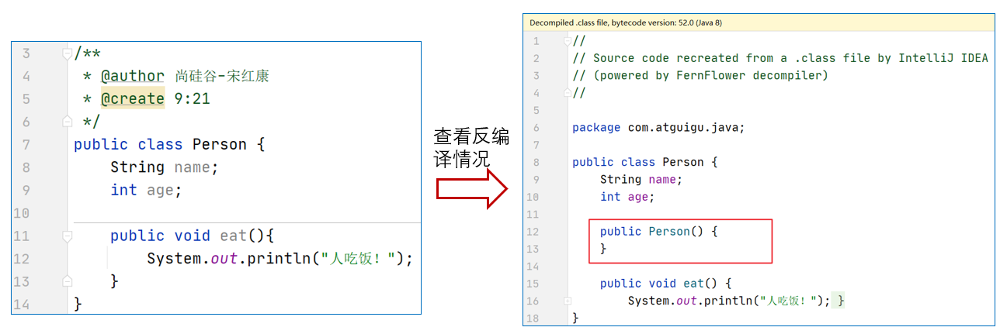 3 /**
4 * @author 尚硅谷-宋红康
5 * @create 9:21
6 */
7 public class Person {
8 String name;
9 int age;
10
11 public void eat(){
12 System.out.println("人吃饭！");
13 }
14 }
查看反编
译情况
Decompiled .class file, bytecode version: 52.0 (Java 8)
1 //
2 // Source code recreated from a .class file by IntelliJ IDEA
3 // (powered by FernFlower decompiler)
4 //
5
6 package com.atguigu.java;
7
8 public class Person {
9 String name;
10 int age;
11
12 public Person() {
13 }
14
15 public void eat() {
16 System.out.println("人吃饭！"); }
18 }